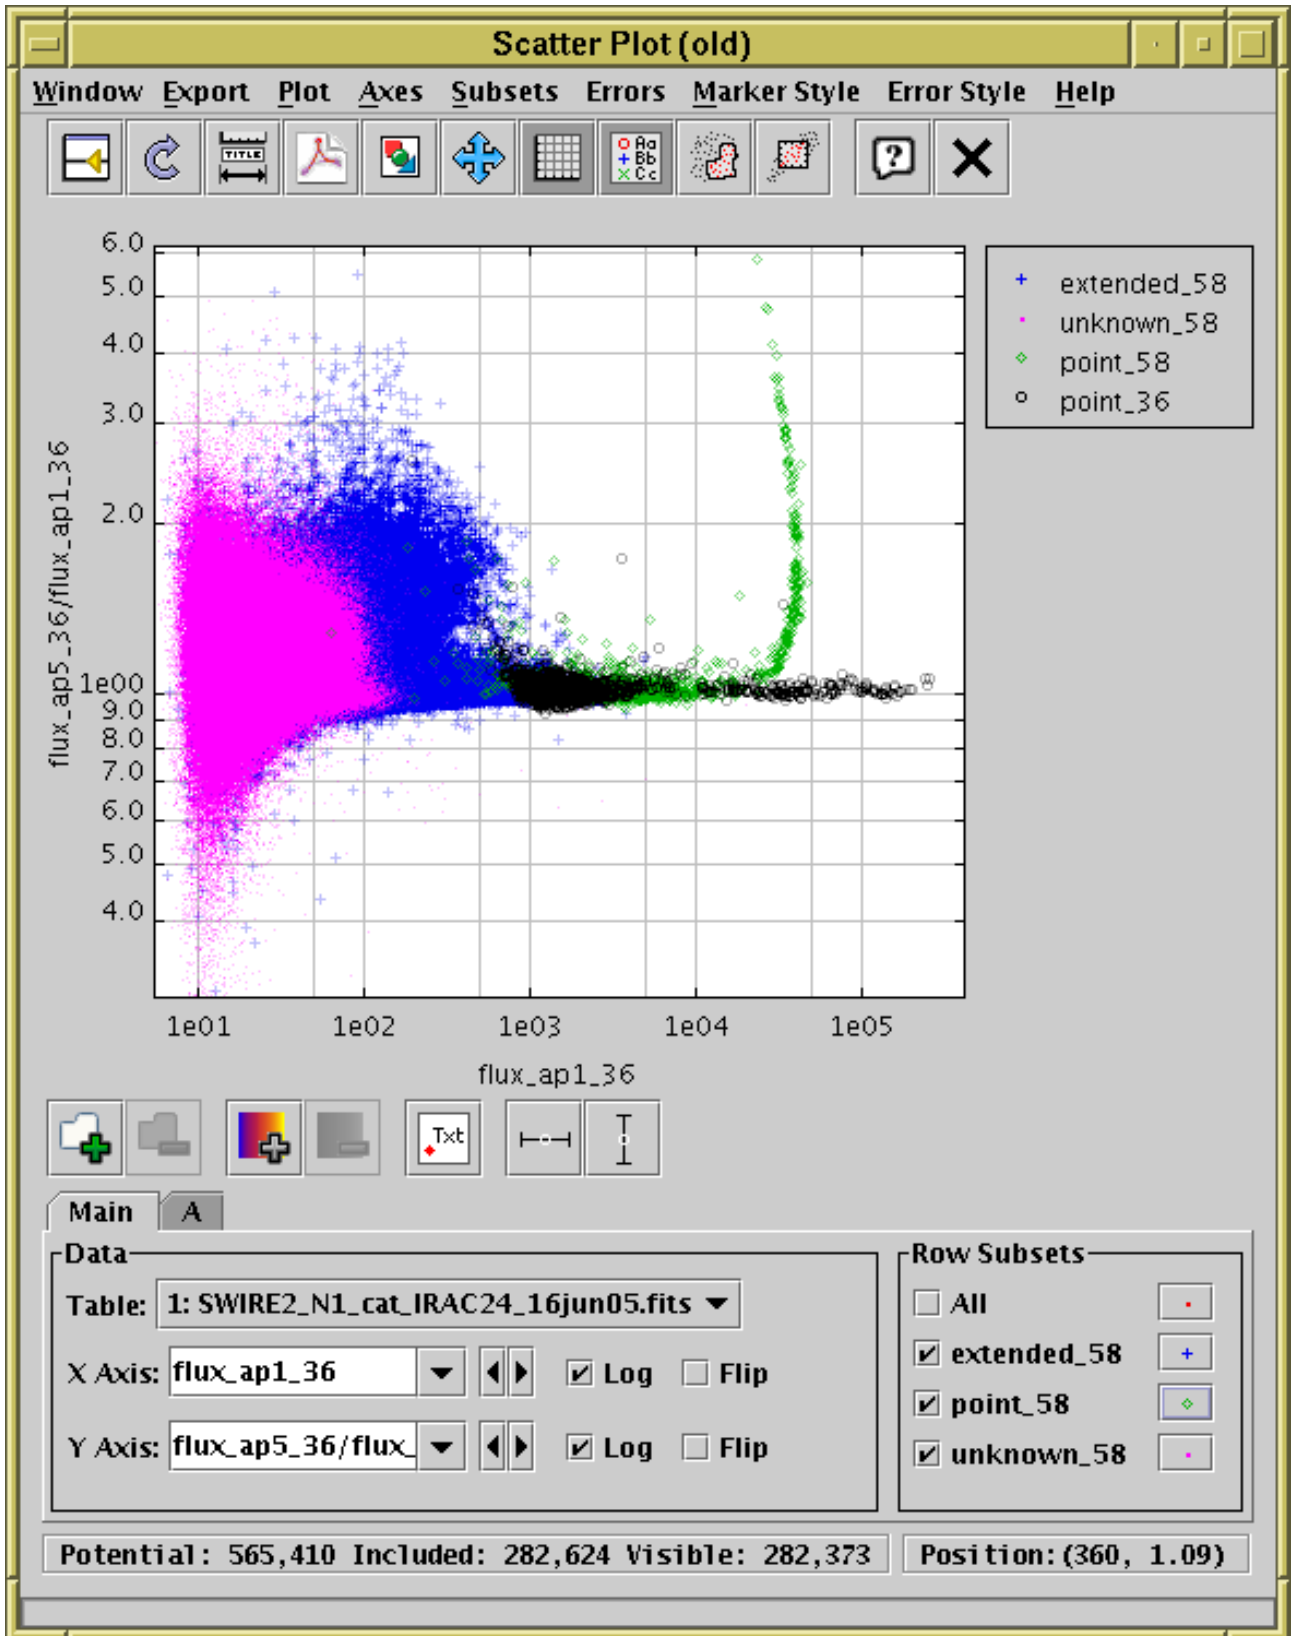 Scatter Plot (old)
Window Export Plot Axes Subsets Errors Marker Style Error Style Help
TITLE
Aa
Bb
Cc
?
6.0
5.0
4.0
3.0
2.0
1e00
9.0
8.0
7.0
6.0
5.0
4.0
flux_ap5_36/flux_ap1_36
1e01 1e02 1e03 1e04 1e05
flux_ap1_36
extended_58
unknown_58
point_58
point_36
Txt
Main A
Data
Table: 1: SWIRE2_N1_cat_IRAC24_16jun05.fits
X Axis: flux_ap1_36 Log Flip
Y Axis: flux_ap5_36/flux_ Log Flip
Row Subsets
All
extended_58
point_58
unknown_58
Potential: 565,410 Included: 282,624 Visible: 282,373 Position: (360, 1.09)